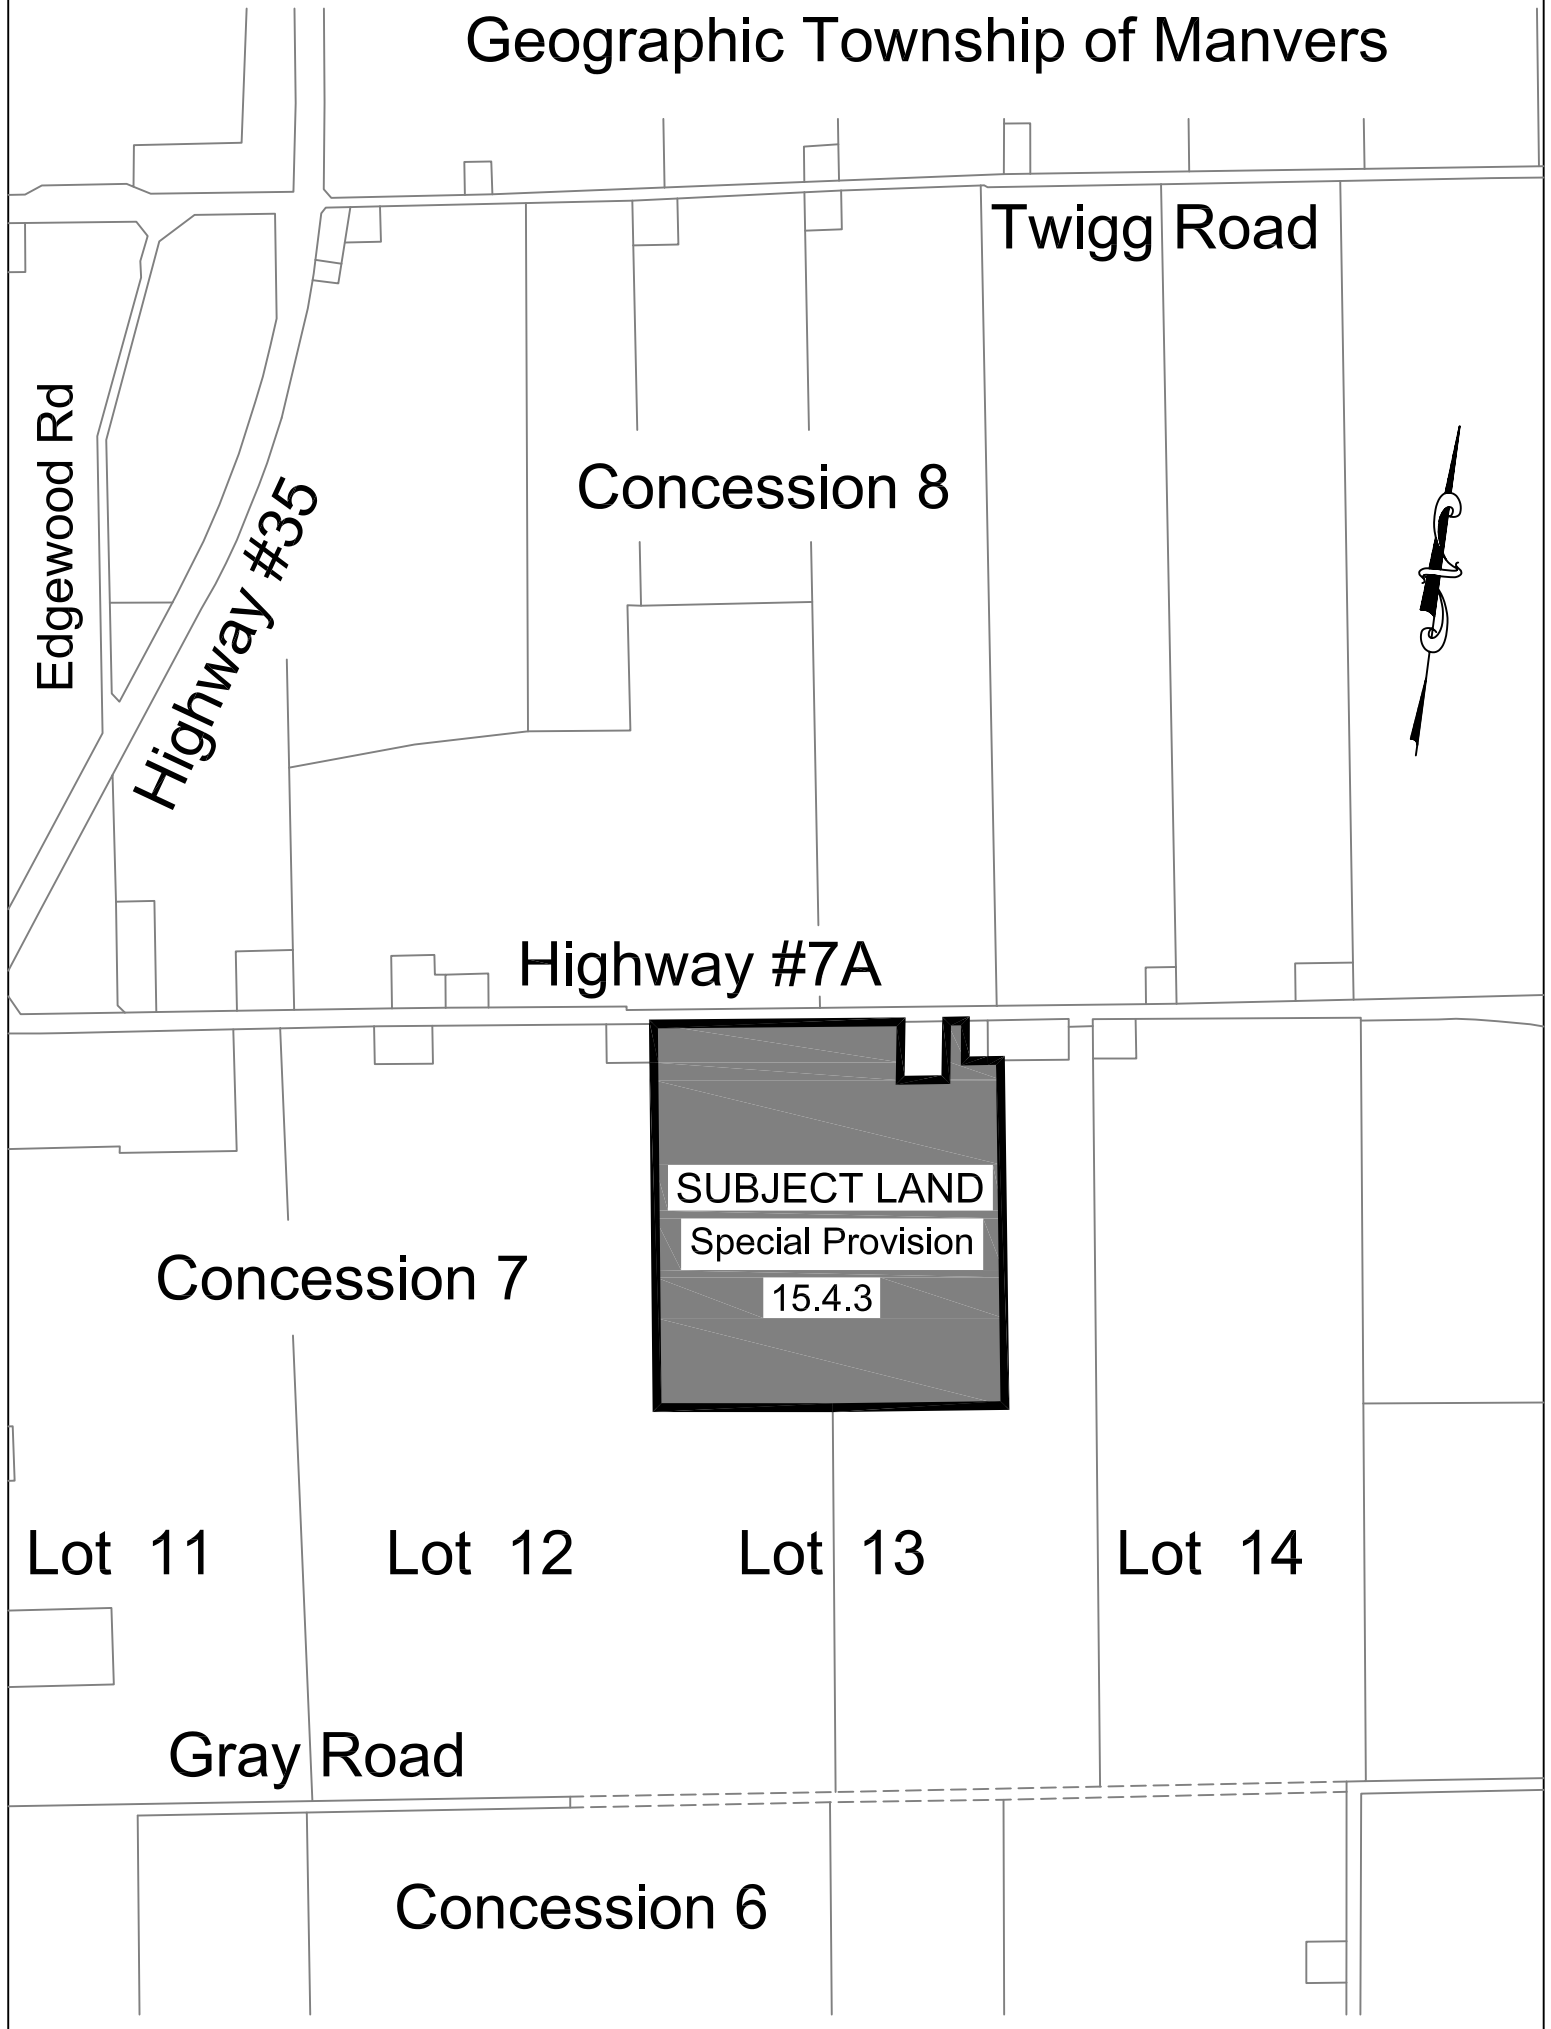 Geographic Township of Manvers
Twigg Road
Edgewood Rd
Highway #35
Concession 8
Highway #7A
SUBJECT LAND
Special Provision
15.4.3
Concession 7
Lot 11
Lot 12
Lot 13
Lot 14
Gray Road
Concession 6